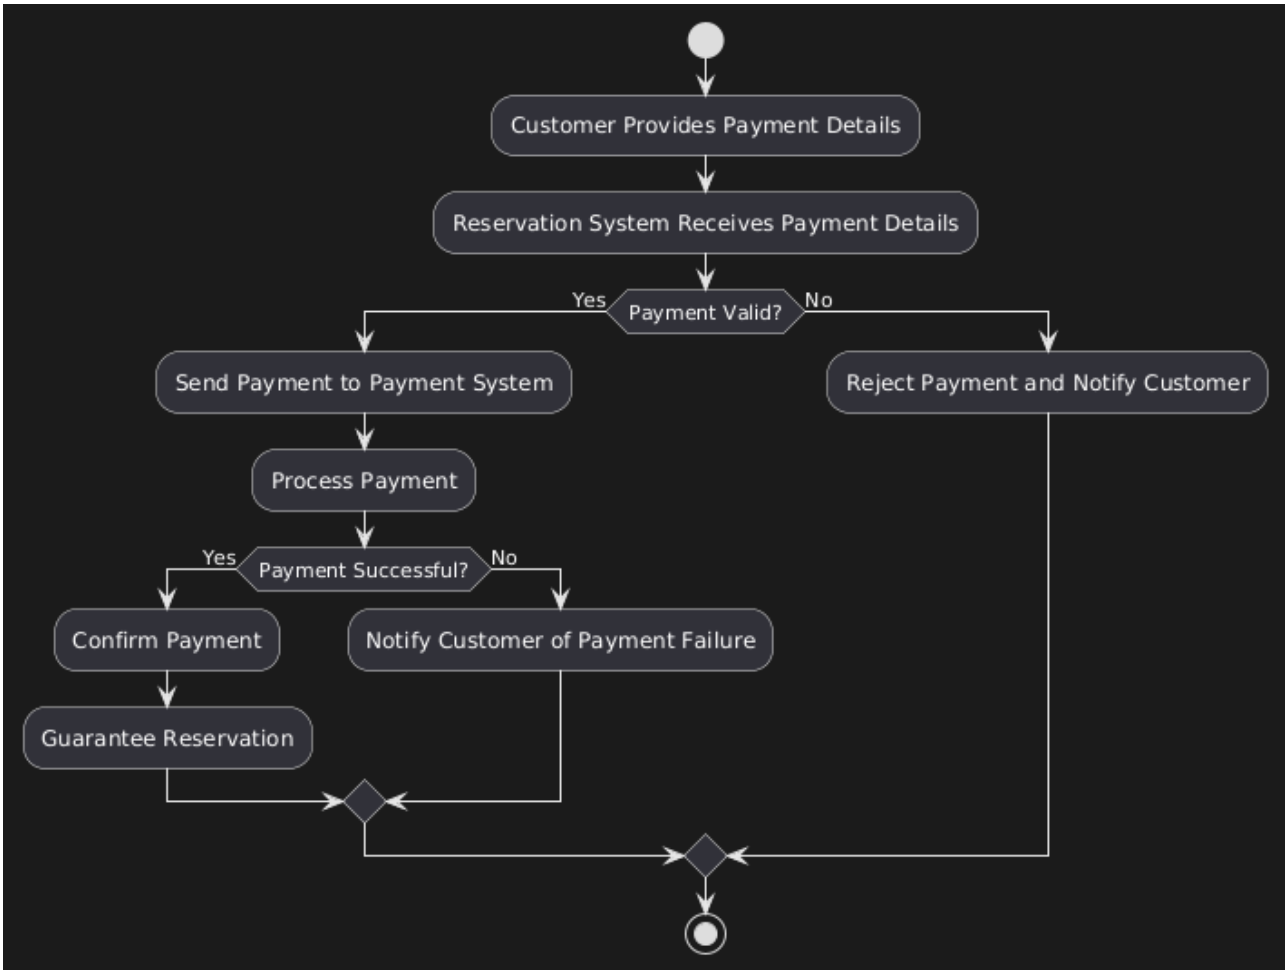 Customer Provides Payment Details
Reservation System Receives Payment Details
Yes
Payment Valid?
No
Send Payment to Payment System
Reject Payment and Notify Customer
Process Payment
Yes
Payment Successful?
No
Confirm Payment
Notify Customer of Payment Failure
Guarantee Reservation